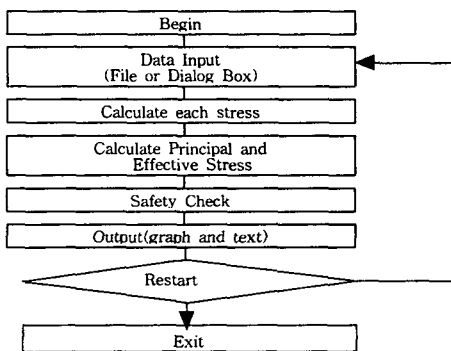 Begin
Data Input
(File or Dialog Box)
Calculate each stress
Calculate Principal and
Effective Stress
Safety Check
Output(graph and text)
Restart
Exit